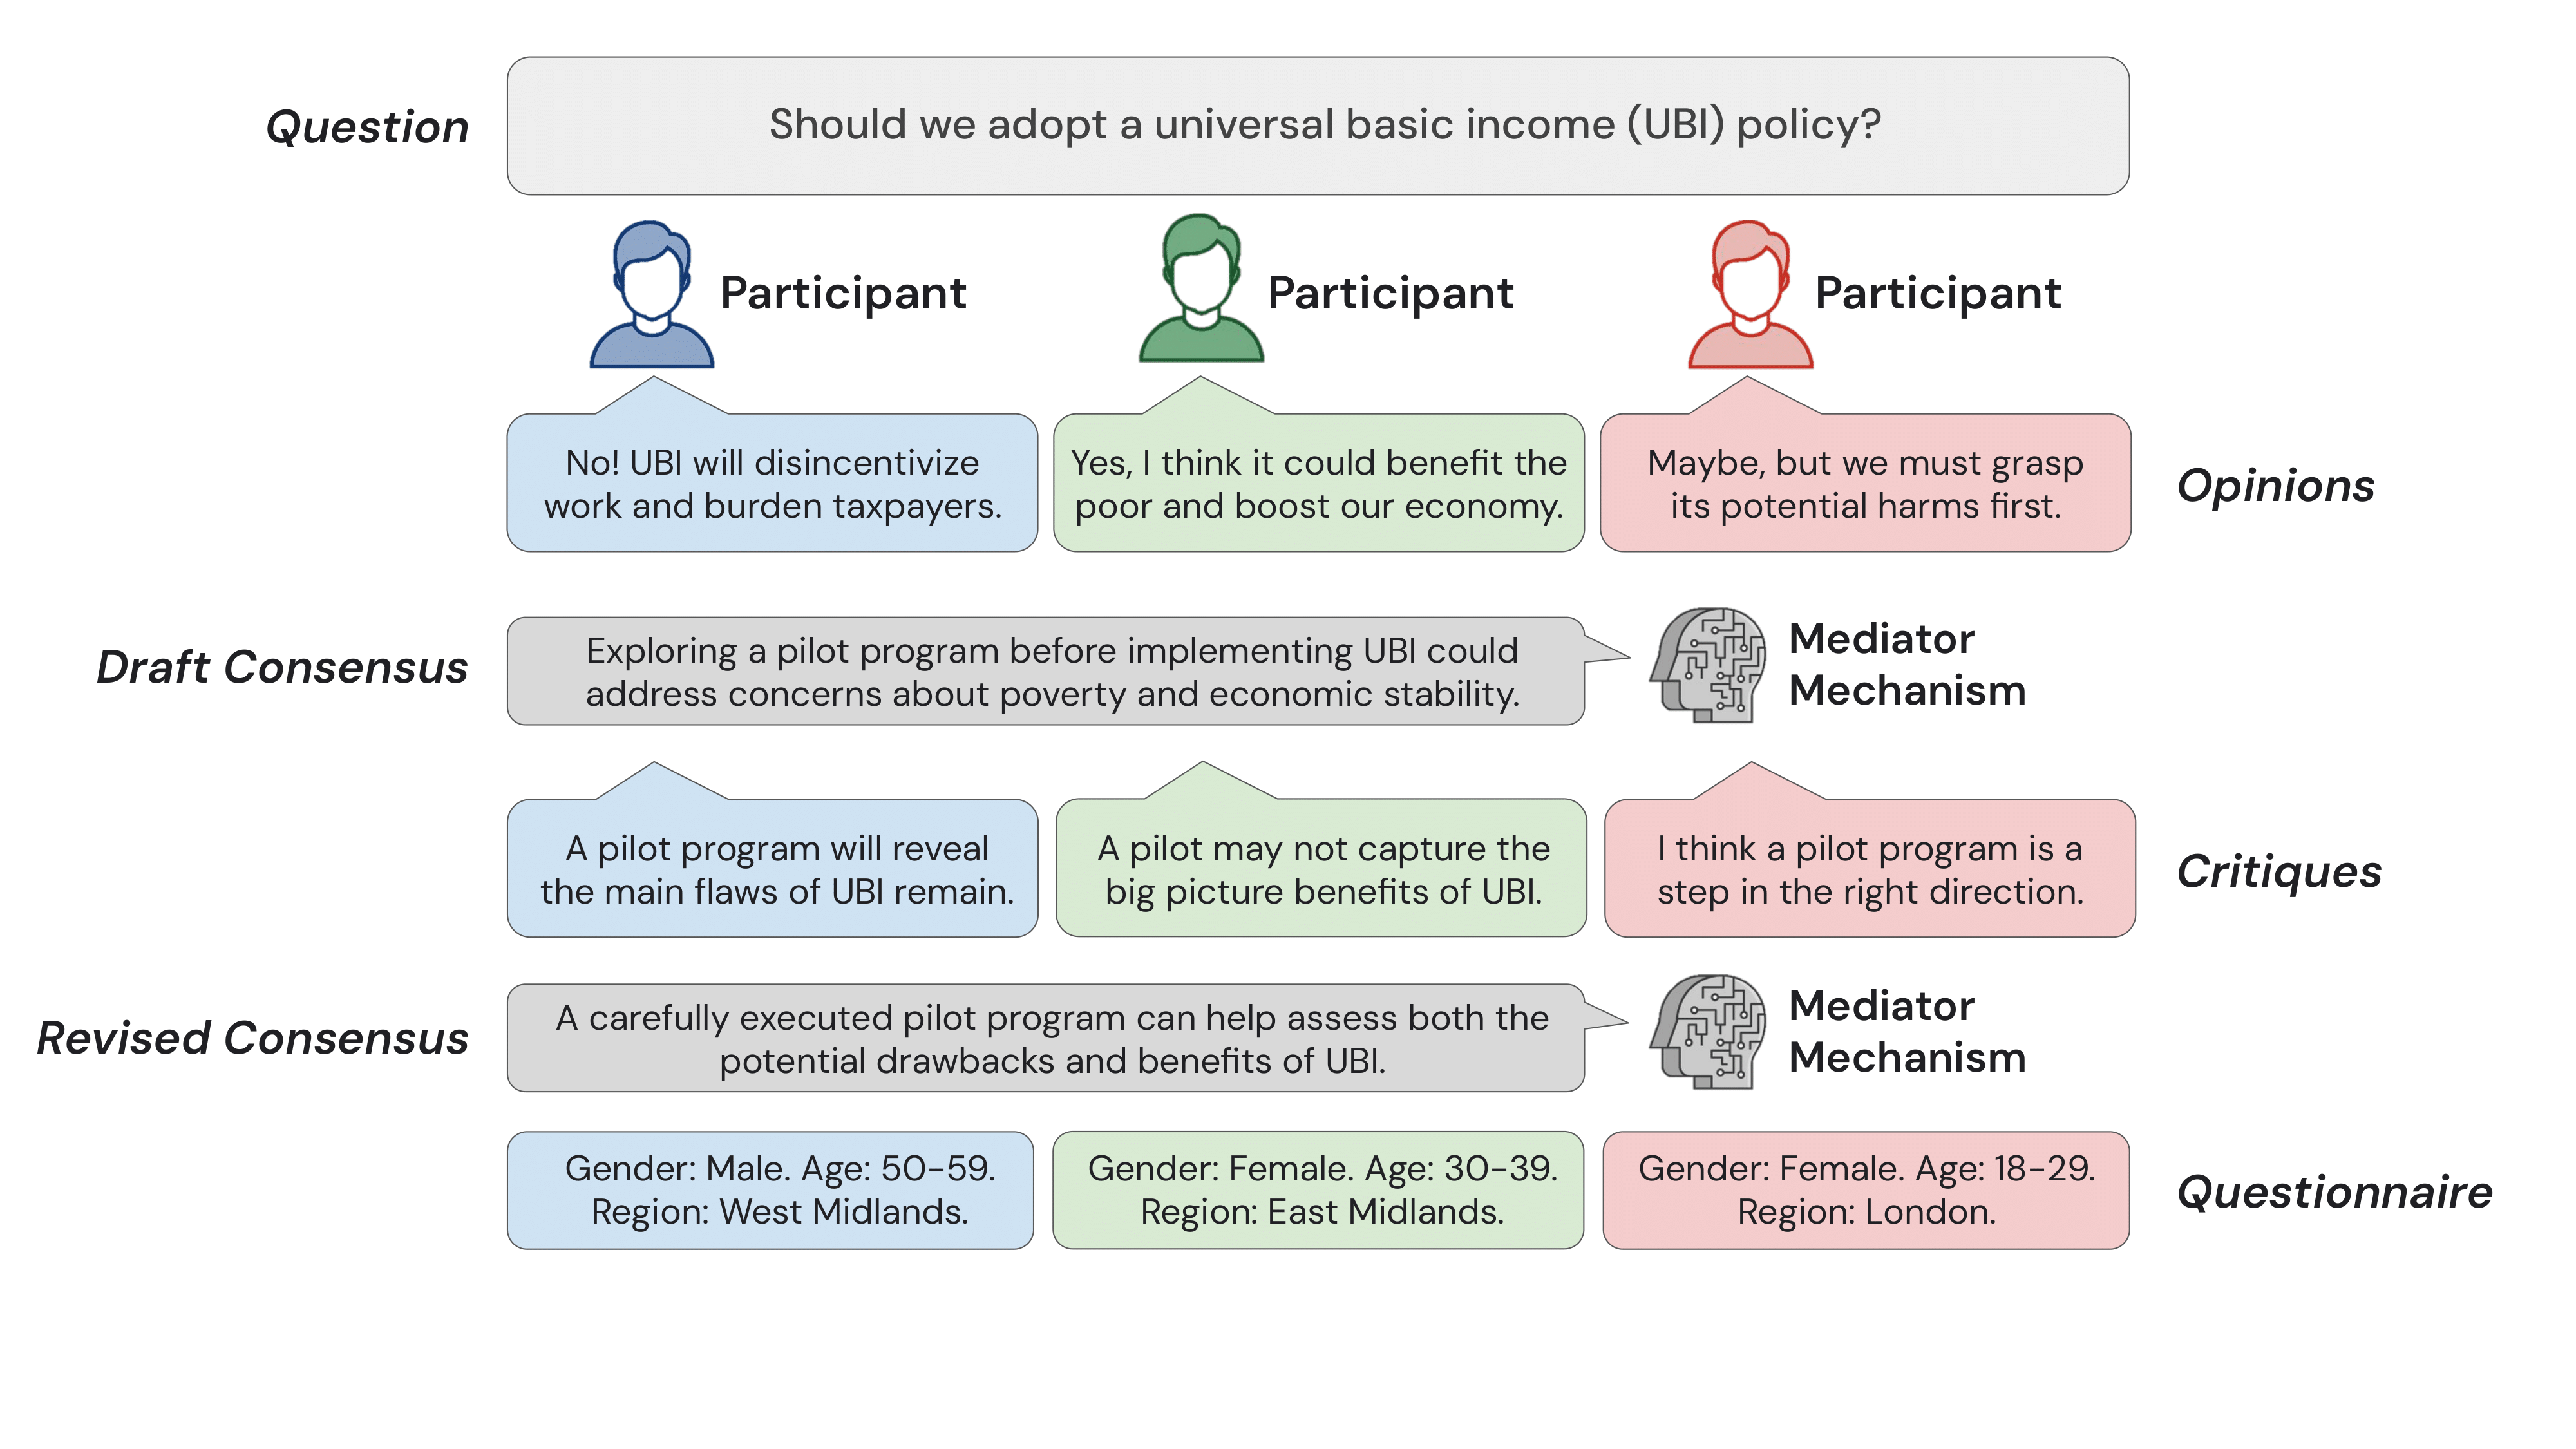 Question
Should we adopt a universal basic income (UBI) policy?
Participant
Participant
Participant
No! UBI will disincentivize
work and burden taxpayers.
Yes, I think it could benefit the
poor and boost our economy.
Maybe, but we must grasp
its potential harms first.
Opinions
Draft Consensus
Exploring a pilot program before implementing UBI could
address concerns about poverty and economic stability.
Mediator
Mechanism
A pilot program will reveal
the main flaws of UBI remain.
A pilot may not capture the
big picture benefits of UBI.
I think a pilot program is a
step in the right direction.
Critiques
Revised Consensus
A carefully executed pilot program can help assess both the
potential drawbacks and benefits of UBI.
Mediator
Mechanism
Gender: Male. Age: 50-59.
Region: West Midlands.
Gender: Female. Age: 30-39.
Region: East Midlands.
Gender: Female. Age: 18-29.
Region: London.
Questionnaire